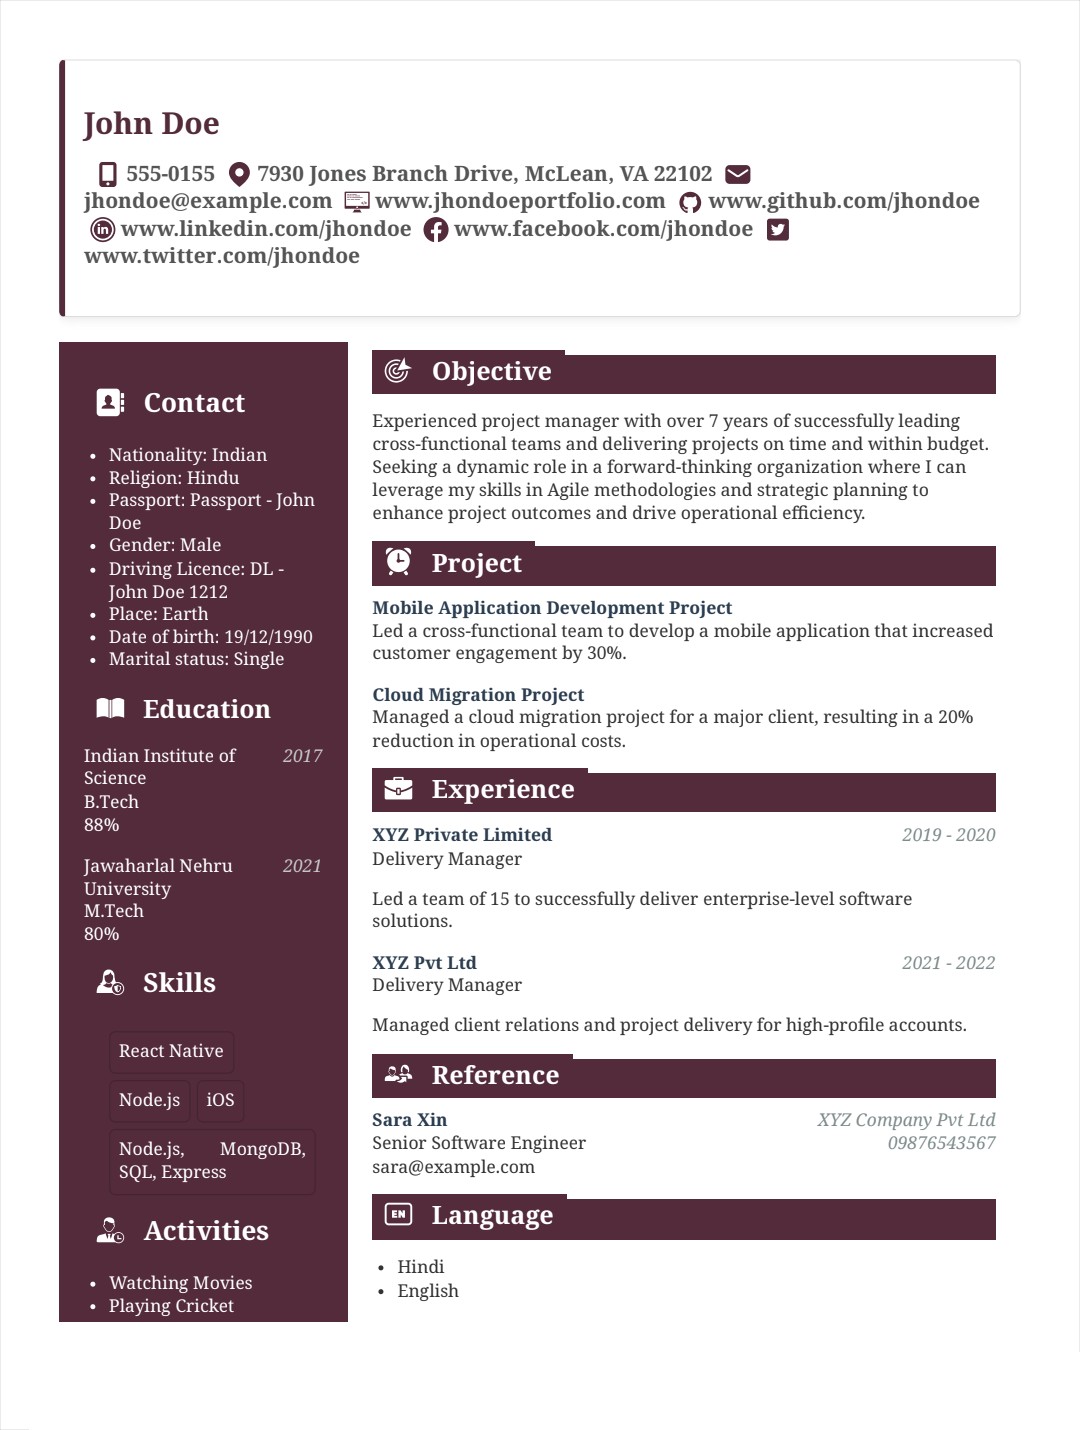 John Doe
555-0155 7930 Jones Branch Drive, McLean, VA 22102
jhondoe@example.com www.jhondoeportfolio.com www.github.com/jhondoe
www.linkedin.com/jhondoe www.facebook.com/jhondoe
www.twitter.com/jhondoe
Contact
• Nationality: Indian
• Religion: Hindu
• Passport: Passport - John
Doe
• Gender: Male
• Driving Licence: DL -
John Doe 1212
• Place: Earth
• Date of birth: 19/12/1990
• Marital status: Single
Education
Indian Institute of 2017
Science
B.Tech
88%
Jawaharlal Nehru 2021
University
M.Tech
80%
Skills
React Native
Node.js iOS
Node.js, MongoDB,
SQL, Express
Activities
• Watching Movies
• Playing Cricket
Objective
Experienced project manager with over 7 years of successfully leading
cross-functional teams and delivering projects on time and within budget.
Seeking a dynamic role in a forward-thinking organization where I can
leverage my skills in Agile methodologies and strategic planning to
enhance project outcomes and drive operational efficiency.
Project
Mobile Application Development Project
Led a cross-functional team to develop a mobile application that increased
customer engagement by 30%.
Cloud Migration Project
Managed a cloud migration project for a major client, resulting in a 20%
reduction in operational costs.
Experience
XYZ Private Limited 2019 - 2020
Delivery Manager
Led a team of 15 to successfully deliver enterprise-level software
solutions.
XYZ Pvt Ltd 2021 - 2022
Delivery Manager
Managed client relations and project delivery for high-profile accounts.
Reference
Sara Xin XYZ Company Pvt Ltd
Senior Software Engineer 09876543567
sara@example.com
EN Language
• Hindi
• English